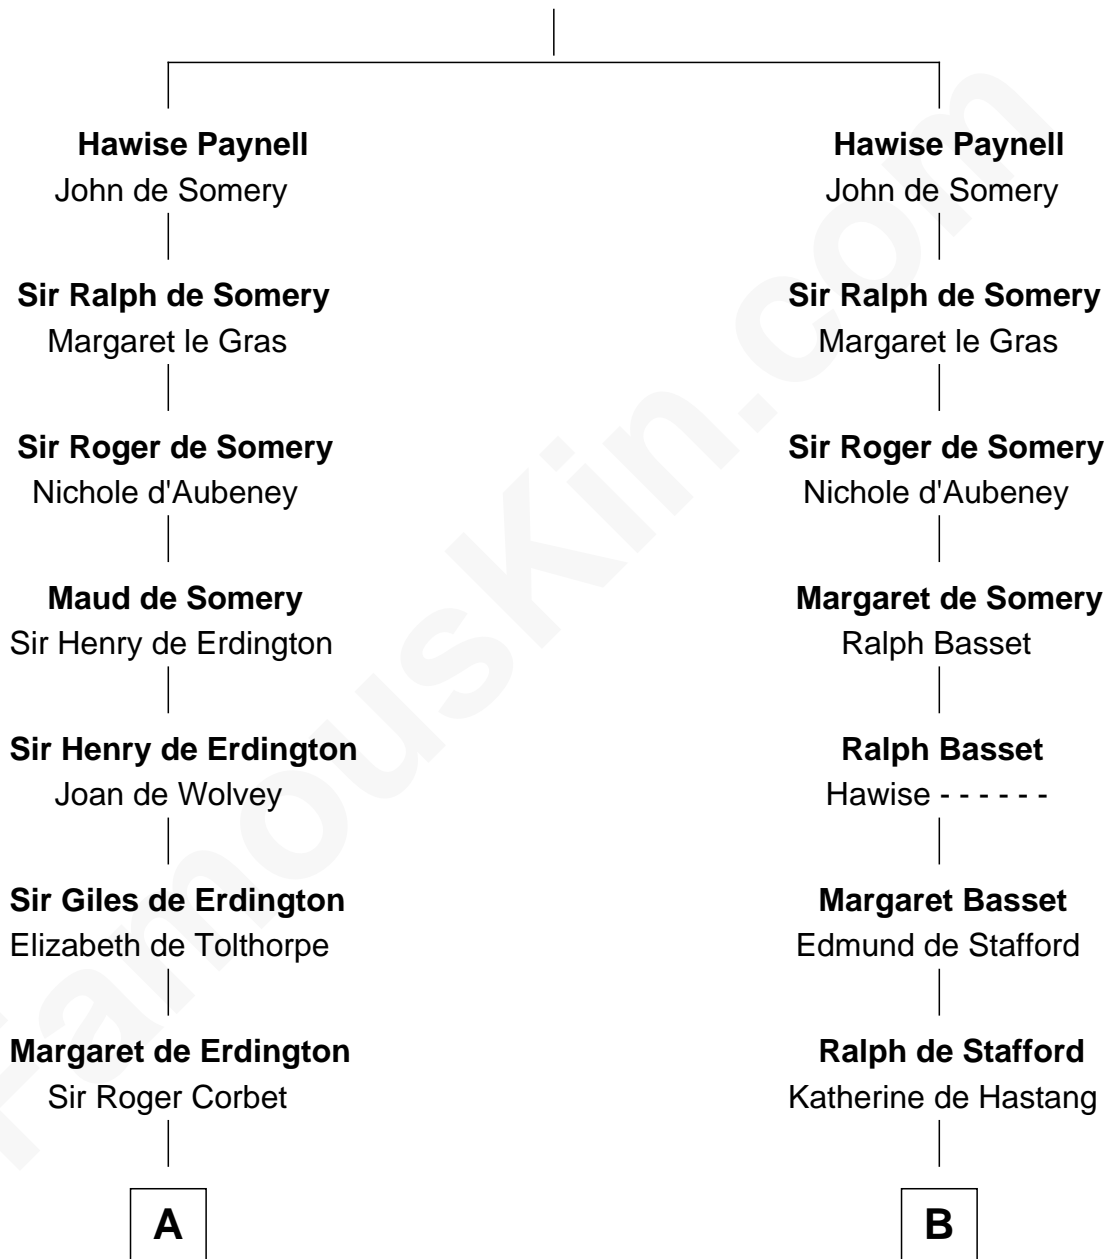 Hawise Paynell
John de Somery
Sir Ralph de Somery
Margaret le Gras
Sir Roger de Somery
Nichole d'Aubeney
Maud de Somery
Sir Henry de Erdington
Sir Henry de Erdington
Joan de Wolvey
Sir Giles de Erdington
Elizabeth de Tolthorpe
Margaret de Erdington
Sir Roger Corbet
A
Hawise Paynell
John de Somery
Sir Ralph de Somery
Margaret le Gras
Sir Roger de Somery
Nichole d'Aubeney
Margaret de Somery
Ralph Basset
Ralph Basset
Hawise - - - - - -
Margaret Basset
Edmund de Stafford
Ralph de Stafford
Katherine de Hastang
B
FamousKin.com